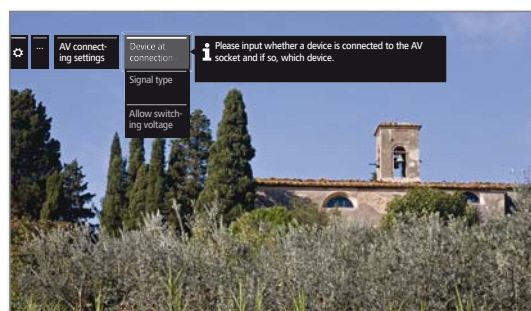 ...
AV connect-
ing settings
Device at
connection...
Signal type
Allow switch-
ing voltage
Please input whether a device is connected to the AV
socket and if so, which device.